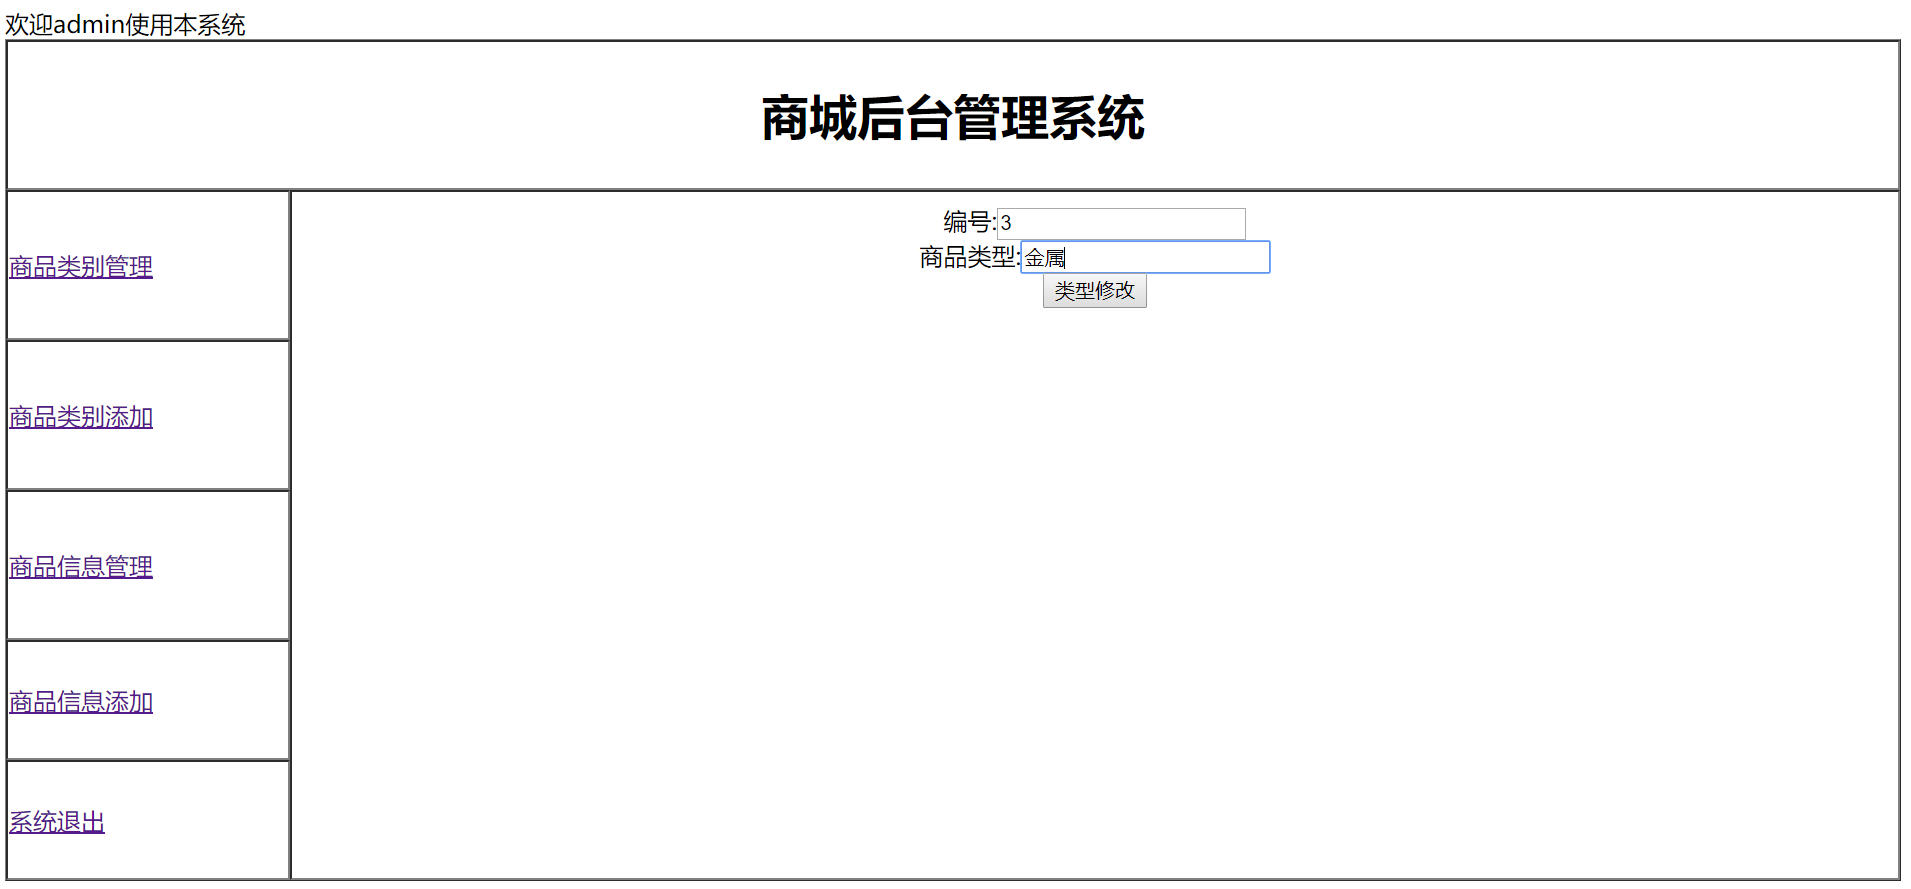 欢迎admin使用本系统
商城后台管理系统
商品类别管理
商品类别添加
商品信息管理
商品信息添加
系统退出
编号:3
商品类型:金属
类型修改